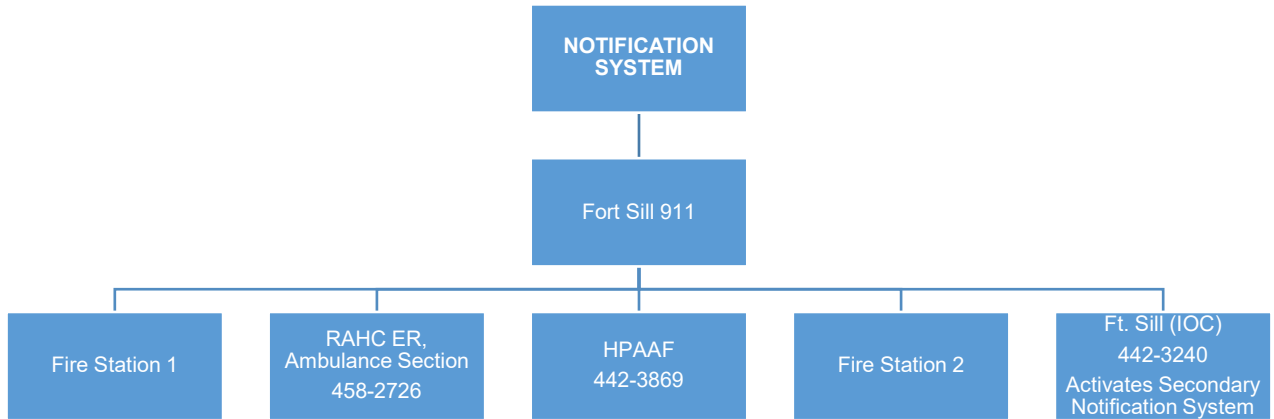 NOTIFICATION
SYSTEM
Fort Sill 911
Fire Station 1
RAHC ER,
Ambulance Section
458-2726
HPAAF
442-3869
Fire Station 2
Ft. Sill (IOC)
442-3240
Activates Secondary
Notification System